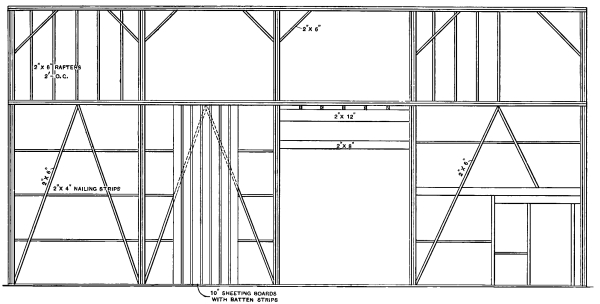 2" X 6"
2" X 6" RAFTERS
2' O.C.
2" X 12"
2" X 8"
2" X 6"
2" X 6"
2" X 4" NAILING STRIPS
10" SHEETING BOARDS
WITH BATTEN STRIPS